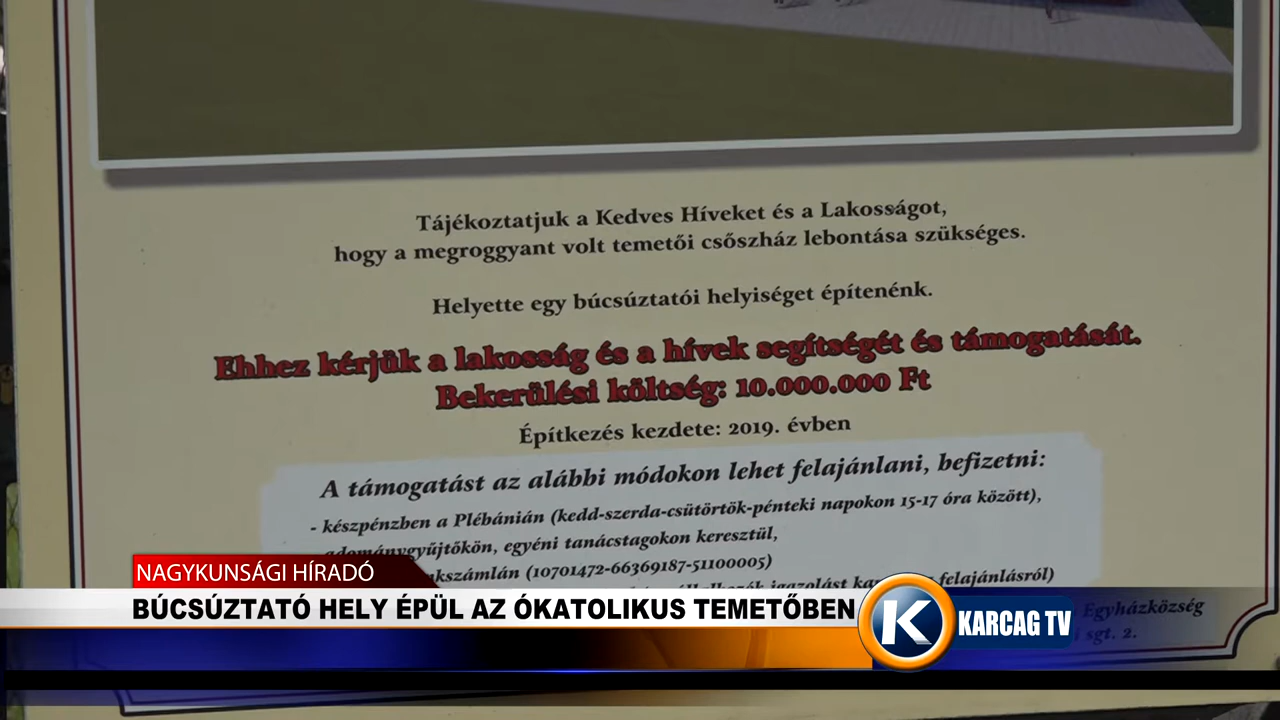 Tájékoztatjuk a Kedves Híveket és a Lakosságot,
hogy a megroggyant volt temetői csőszház lebontása szükséges.
Helyette egy búcsúztatói helyiséget építenénk.
Ehhez kérjük a lakosság és a hívek segítségét és támogatását.
Bekerülési költség: 10.000.000 Ft
Építkezés kezdete: 2019. évben
A támogatást az alábbi módokon lehet felajánlani, befizetni:
- készpénzben a Plébánián (kedd-szerda-csütörtök-pénteki napokon 15-17 óra között),
adománygyűjtőkön, egyéni tanácstagokon keresztül,
(10701472-66369187-51100005)
igazolást felajánlásról)
Egyházközség
sgt. 2.
NAGYKUNSÁGI HÍRADÓ
BÚCSÚZTATÓ HELY ÉPÜL AZ ÓKATOLIKUS TEMETŐBEN
K KARCAG TV